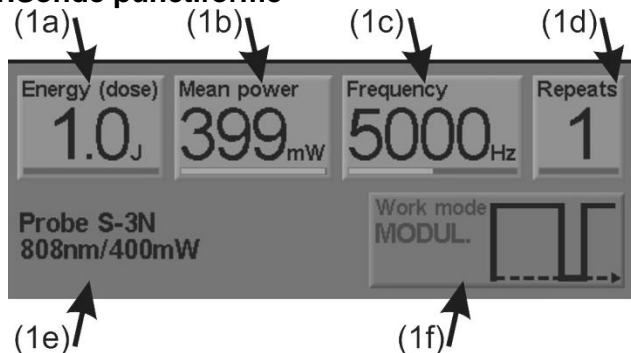 (1a) (1b) (1c) (1d)
Energy (dose) Mean power Frequency Repeats
1.0J 399mW 5000Hz 1
Probe S-3N
808nm/400mW
Work mode
MODUL.
(1e) (1f)